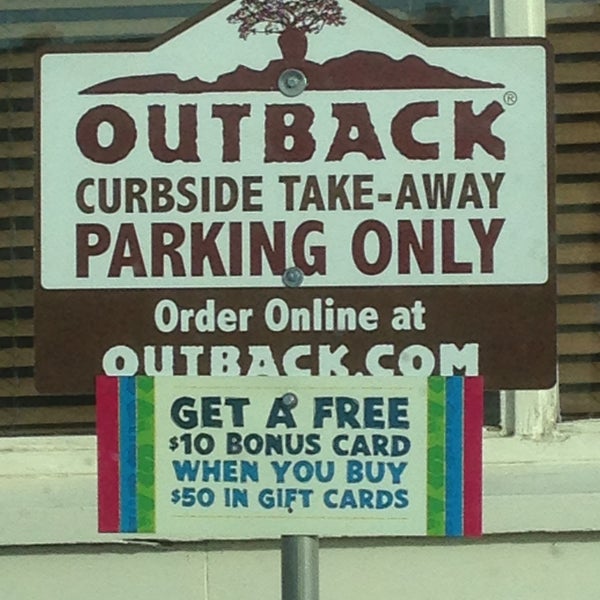 OUTBACK®
CURBSIDE TAKE-AWAY
PARKING ONLY
Order Online at
OUTBACK.COM
GET A FREE
$10 BONUS CARD
WHEN YOU BUY
$50 IN GIFT CARDS